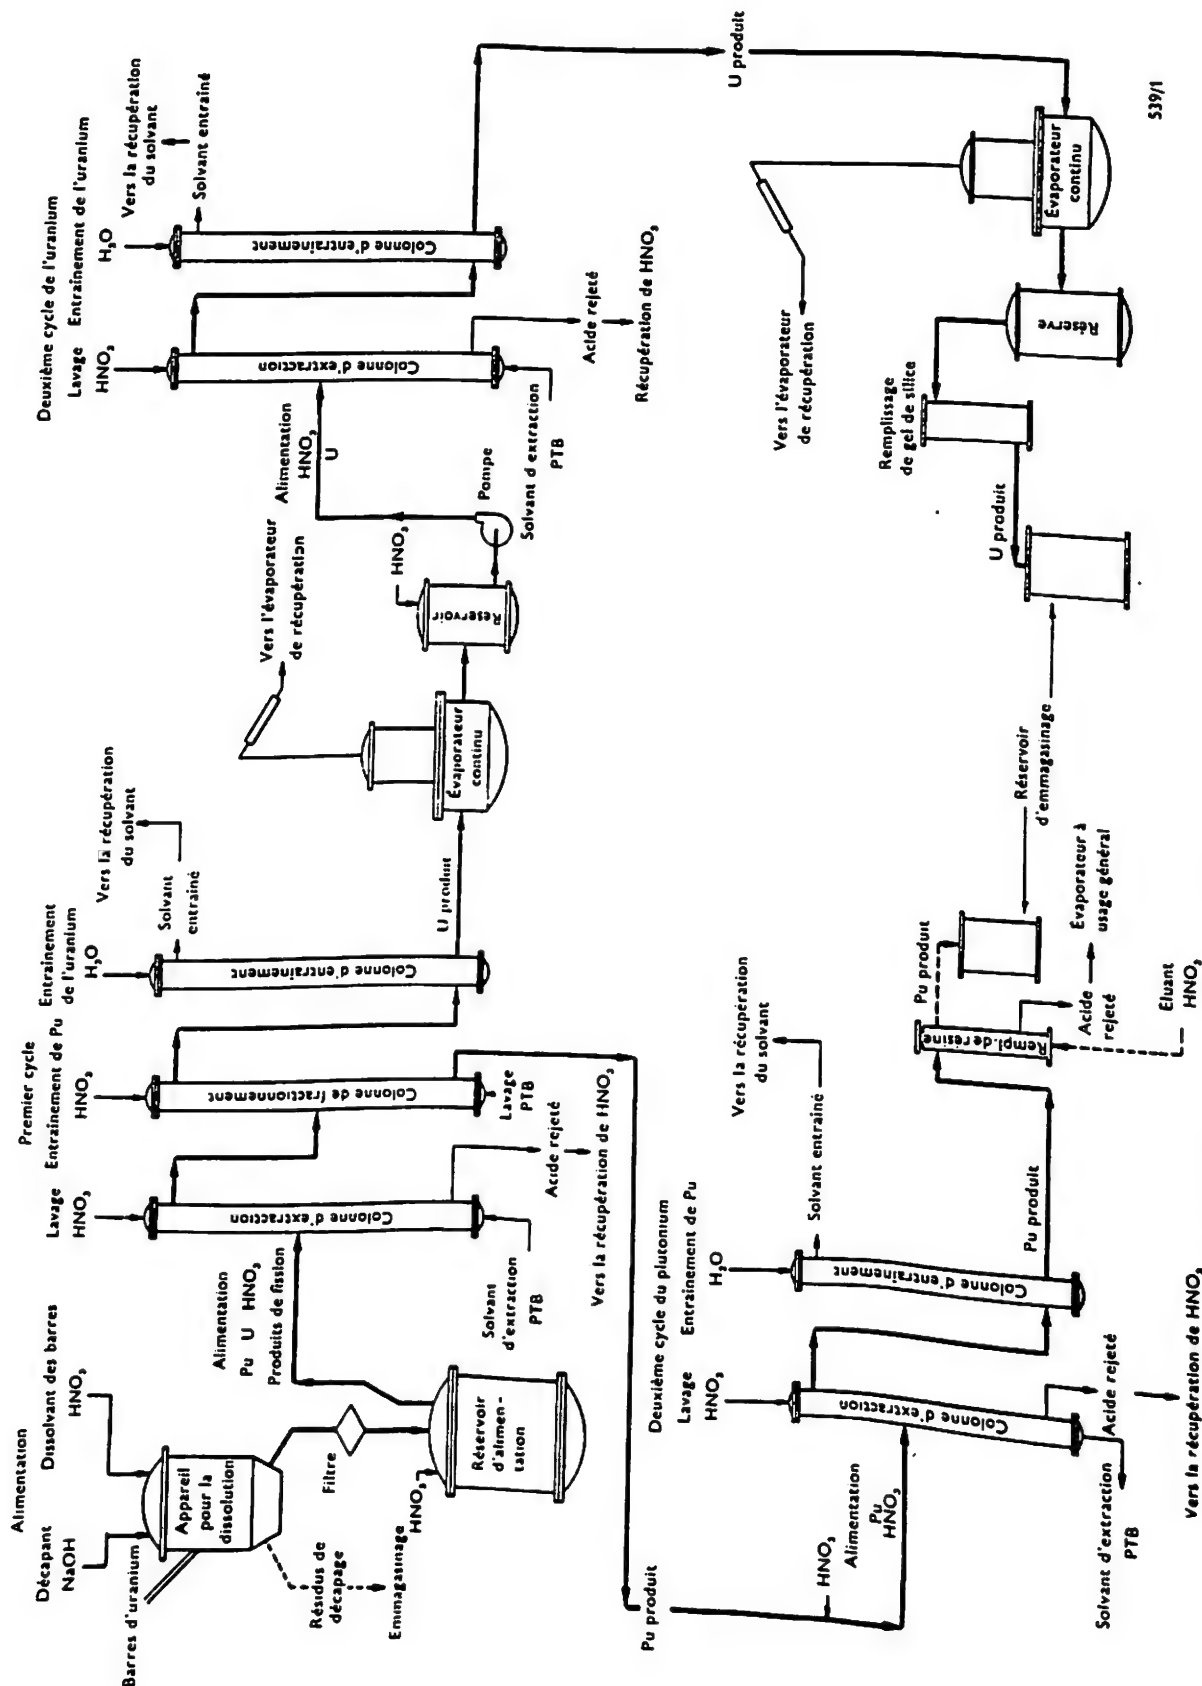 Alimentation
Décapant
NaOH
Dissolvant des barres
HNO₃
Barres d'uranium
Appareil
pour la
dissolution
Résidus de
décapage
Emmagasinage
Filtre
HNO₃
Réservoir
d'alimen-
tation
Alimentation
Pu U HNO₃
Produits de fission
Premier cycle
Lavage
HNO₃
Entraînement de Pu
HNO₃
Entraînement
de l'uranium
H₂O
Colonne d'extraction
Colonne de fractionnement
Colonne d'entraînement
Solvant
entraîné
Vers la récupération
du solvant
Solvant
d'extraction
PTB
Lavage
PTB
Acide rejeté
Vers la récupération de HNO₃
U produit
Évaporateur
continu
Vers l'évaporateur
de récupération
Réservoir
HNO₃
Pompe
Alimentation
HNO₃
U
Deuxième cycle de l'uranium
Lavage
HNO₃
Entraînement de l'uranium
H₂O
Colonne d'extraction
Colonne d'entraînement
Solvant entraîné
Vers la récupération
du solvant
Solvant d extraction
PTB
Acide rejeté
Récupération de HNO₃
U produit
Pu produit
HNO₃
Alimentation
Pu
HNO₃
Deuxième cycle du plutonium
Lavage
HNO₃
Entraînement de Pu
H₂O
Colonne d'extraction
Colonne d'entraînement
Solvant entraîné
Vers la récupération
du solvant
Solvant d'extraction
PTB
Acide rejeté
Vers la récupération de HNO₃
Pu produit
Rempl. de résine
Pu produit
Acide
rejeté
Évaporateur à
usage général
Eluant
HNO₃
Réservoir
d'emmagasinage
U produit
Remplissage
de gel de silice
Réserve
Évaporateur
continu
Vers l'évaporateur
de récupération
539/1